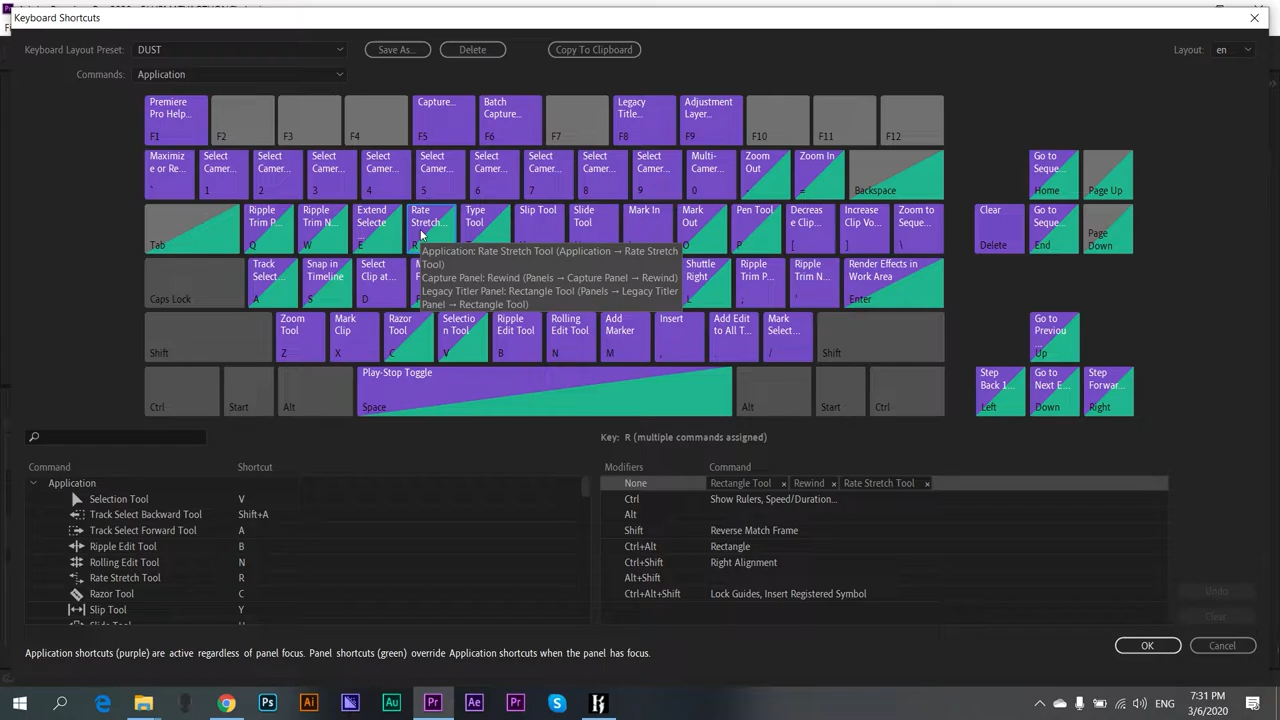 Keyboard Shortcuts
Keyboard Layout Preset: DUST Save As... Delete Copy To Clipboard Layout: en
Commands: Application
Premiere Pro Help... F1
F2
F3
F4
Capture... F5
Batch Capture... F6
F7
Legacy Title... F8
Adjustment Layer... F9
F10
F11
F12
Maximiz e or Re... `
Select Camer... 1
Select Camer... 2
Select Camer... 3
Select Camer... 4
Select Camer... 5
Select Camer... 6
Select Camer... 7
Select Camer... 8
Select Camer... 9
Multi-Camer... 0
Zoom Out -
Zoom In =
Backspace
Go to Seque... Home
Page Up
Tab
Ripple Trim P... Q
Ripple Trim N... W
Extend Selecte E
Rate Stretch... R
Type Tool
Slip Tool
Slide Tool
Mark In
Mark Out O
Pen Tool P
Decreas e Clip... [
Increase Clip Vo... ]
Zoom to Seque... \
Clear Delete
Go to Seque... End
Page Down
Application: Rate Stretch Tool (Application → Rate Stretch
Tool)
Capture Panel: Rewind (Panels → Capture Panel → Rewind)
Legacy Titler Panel: Rectangle Tool (Panels → Legacy Titler
Panel → Rectangle Tool)
Caps Lock
Track Select... A
Snap in Timeline S
Select Clip at... D
Shuttle Right L
Ripple Trim P... ;
Ripple Trim N... '
Render Effects in Work Area Enter
Shift
Zoom Tool Z
Mark Clip X
Razor Tool C
Selectio n Tool V
Ripple Edit Tool B
Rolling Edit Tool N
Add Marker M
Insert ,
Add Edit to All T... .
Mark Select... /
Shift
Go to Previou ... Up
Ctrl
Start
Alt
Play-Stop Toggle Space
Alt
Start
Ctrl
Step Back 1... Left
Go to Next E... Down
Step Forwar... Right
Key: R (multiple commands assigned)
Command Shortcut
Application
Selection Tool V
Track Select Backward Tool Shift+A
Track Select Forward Tool A
Ripple Edit Tool B
Rolling Edit Tool N
Rate Stretch Tool R
Razor Tool C
Slip Tool Y
Slide Tool U
Modifiers Command
None Rectangle Tool × Rewind × Rate Stretch Tool ×
Ctrl Show Rulers, Speed/Duration...
Alt
Shift Reverse Match Frame
Ctrl+Alt Rectangle
Ctrl+Shift Right Alignment
Alt+Shift
Ctrl+Alt+Shift Lock Guides, Insert Registered Symbol
Undo
Clear
Application shortcuts (purple) are active regardless of panel focus. Panel shortcuts (green) override Application shortcuts when the panel has focus.
OK Cancel
Ps Ai Au Pr Ae Pr
ENG
7:31 PM
3/6/2020